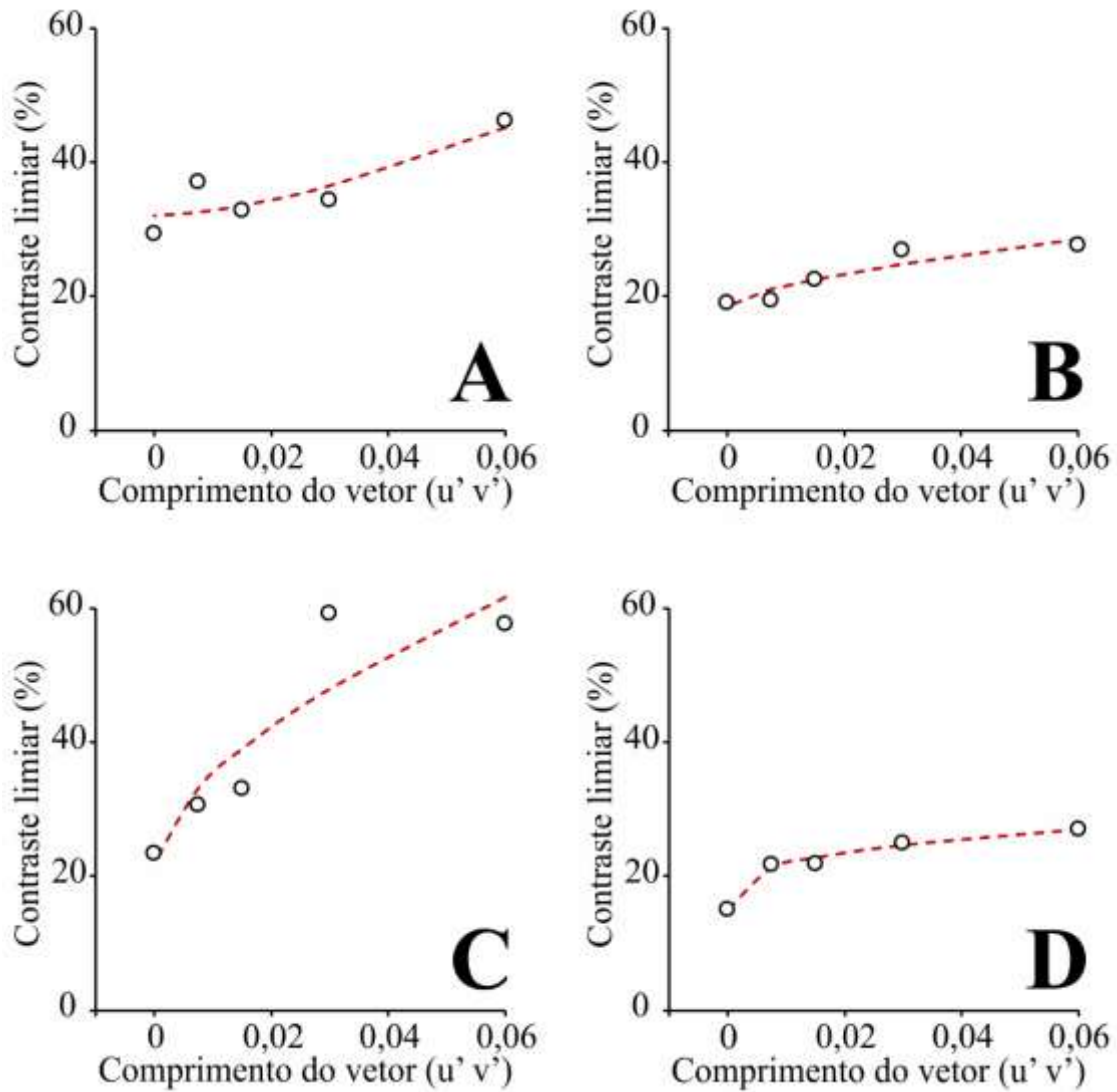 60
40
20
0
Contraste limiar (%)
A
0 0,02 0,04 0,06
Comprimento do vetor (u’ v’)
60
40
20
0
Contraste limiar (%)
B
0 0,02 0,04 0,06
Comprimento do vetor (u’ v’)
60
40
20
0
Contraste limiar (%)
C
0 0,02 0,04 0,06
Comprimento do vetor (u’ v’)
60
40
20
0
Contraste limiar (%)
D
0 0,02 0,04 0,06
Comprimento do vetor (u’ v’)